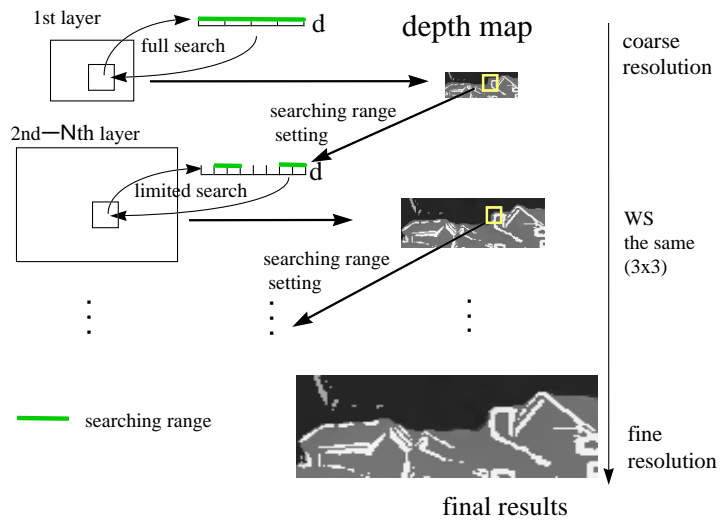 1st layer
d
full search
depth map
coarse
resolution
searching range
setting
2nd—Nth layer
d
limited search
WS
the same
(3x3)
searching range
setting
searching range
fine
resolution
final results